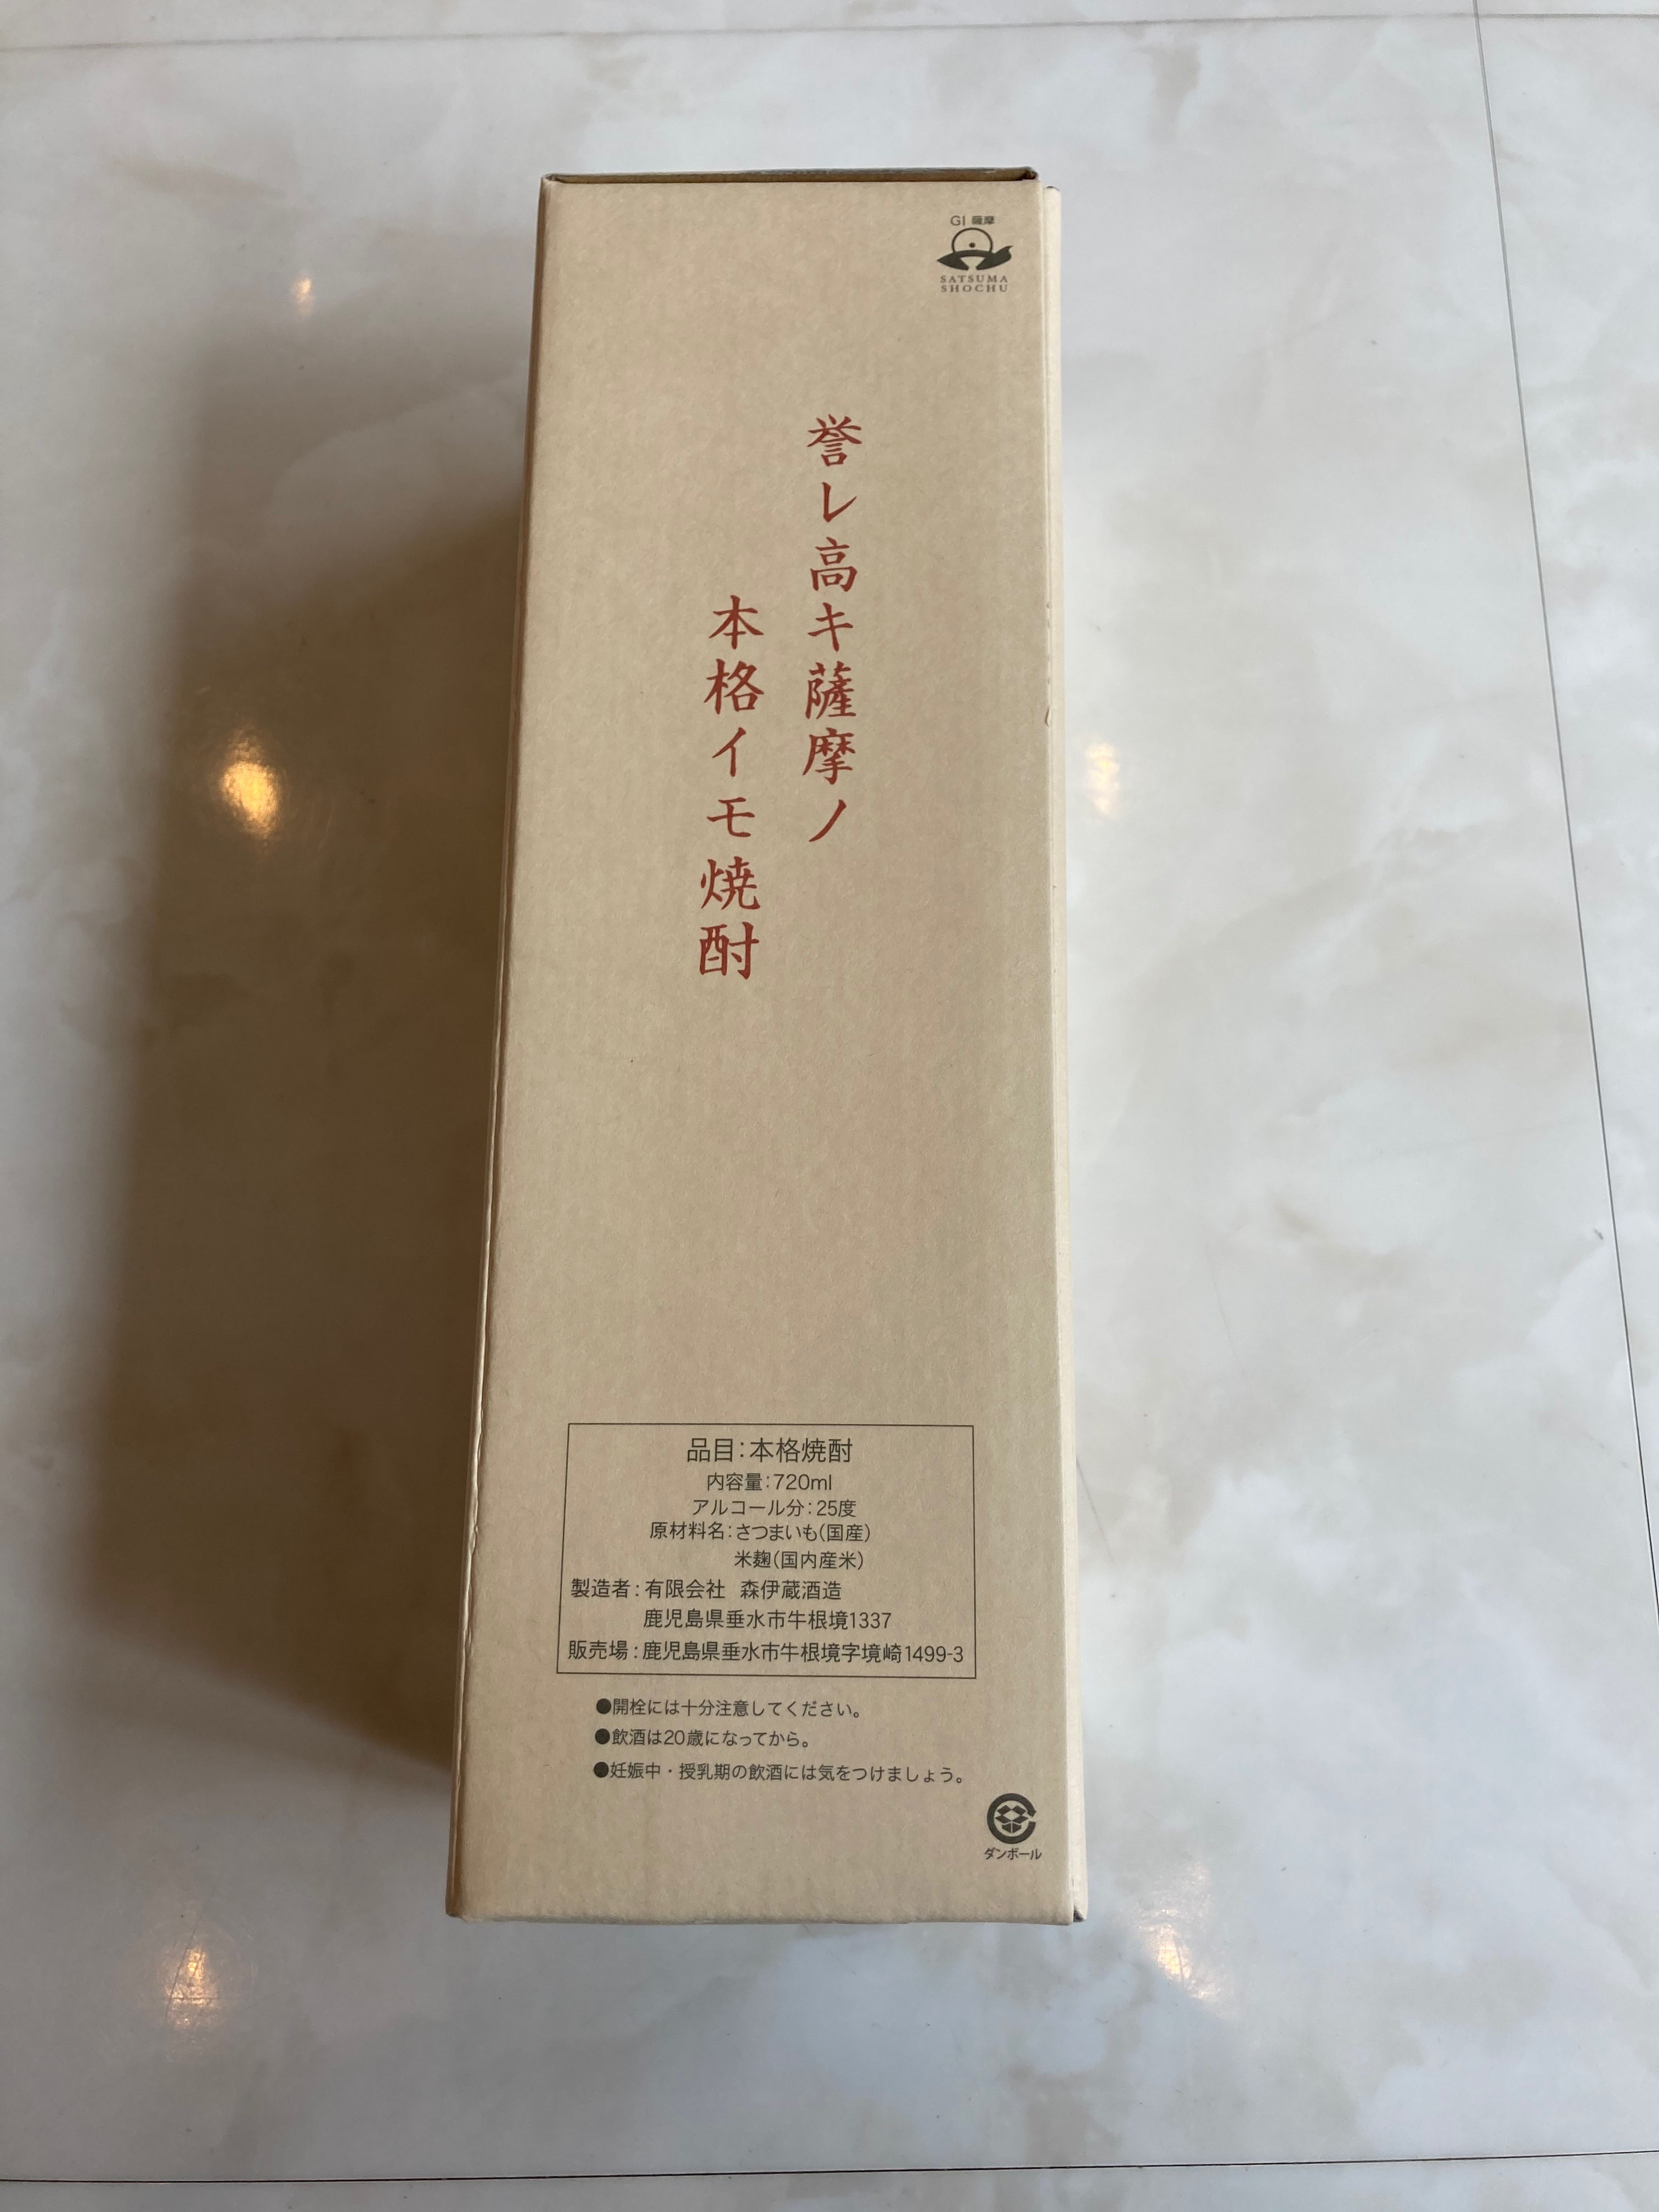 GI 薩摩
SATSUMA
SHOCHU
誉レ高キ薩摩ノ
本格イモ焼酎
品目:本格焼酎
内容量:720ml
アルコール分:25度
原材料名:さつまいも(国産)
米麹(国内産米)
製造者:有限会社 森伊蔵酒造
鹿児島県垂水市牛根境1337
販売場:鹿児島県垂水市牛根境字境崎1499-3
●開栓には十分注意してください。
●飲酒は20歳になってから。
●妊娠中・授乳期の飲酒には気をつけましょう。
ダンボール